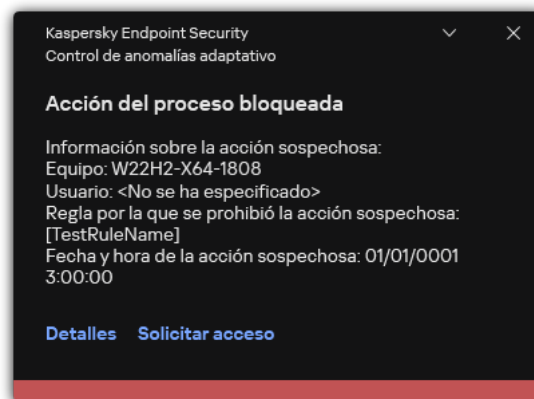 Kaspersky Endpoint Security
Control de anomalías adaptativo
Acción del proceso bloqueada
Información sobre la acción sospechosa:
Equipo: W22H2-X64-1808
Usuario: <No se ha especificado>
Regla por la que se prohibió la acción sospechosa:
[TestRuleName]
Fecha y hora de la acción sospechosa: 01/01/0001
3:00:00
Detalles Solicitar acceso